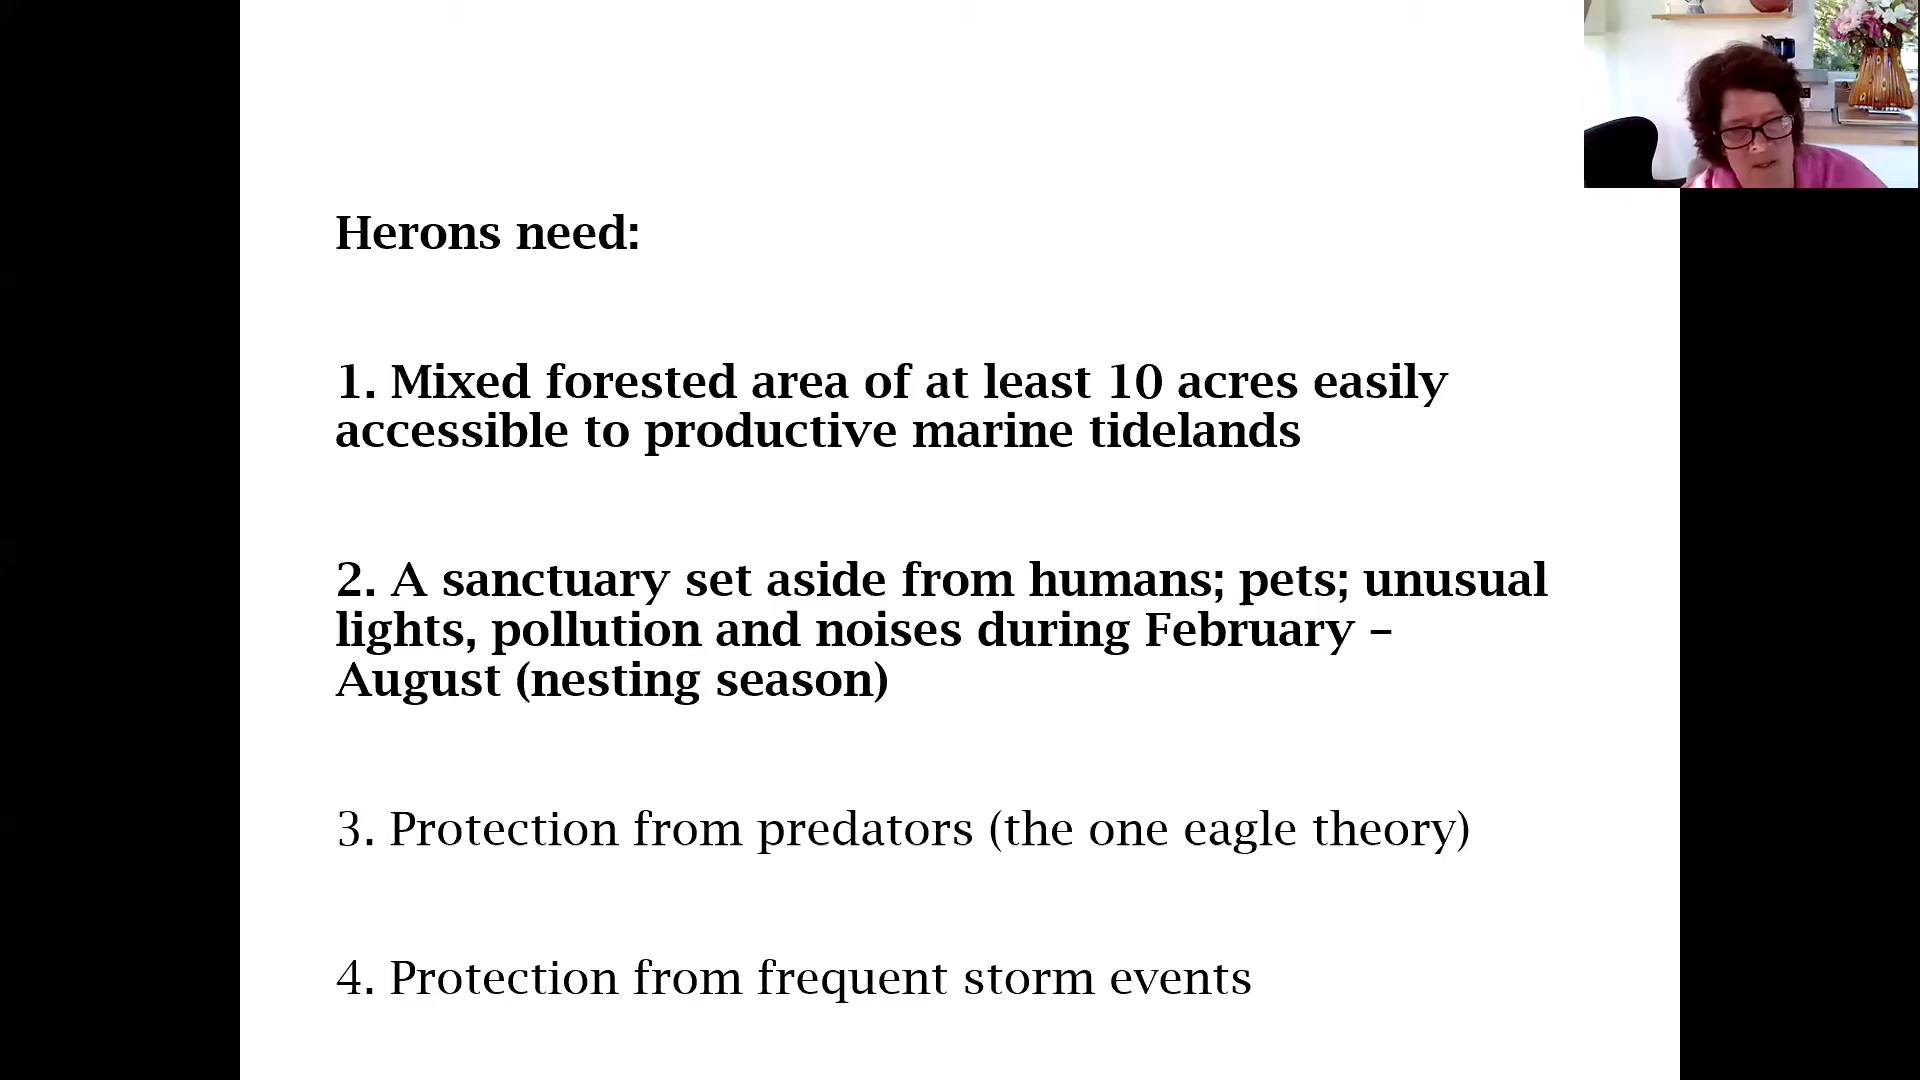 Herons need:
1. Mixed forested area of at least 10 acres easily
accessible to productive marine tidelands
2. A sanctuary set aside from humans; pets; unusual
lights, pollution and noises during February –
August (nesting season)
3. Protection from predators (the one eagle theory)
4. Protection from frequent storm events